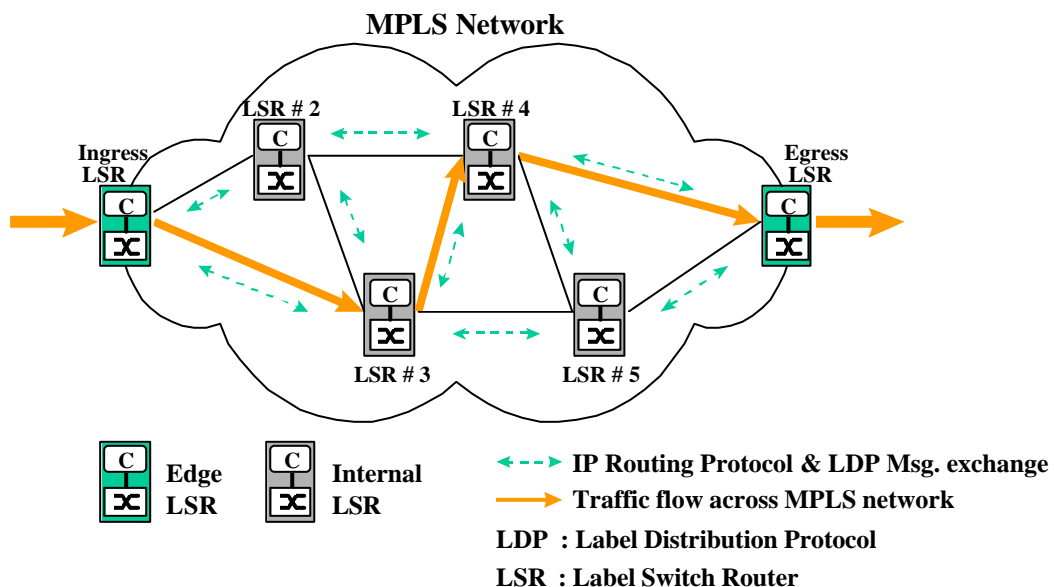 MPLS Network
LSR # 2
LSR # 4
C
C
Ingress
LSR
Egress
LSR
C
C
C
C
LSR # 3
LSR # 5
C
Edge
LSR
C
Internal
LSR
IP Routing Protocol & LDP Msg. exchange
Traffic flow across MPLS network
LDP : Label Distribution Protocol
LSR : Label Switch Router